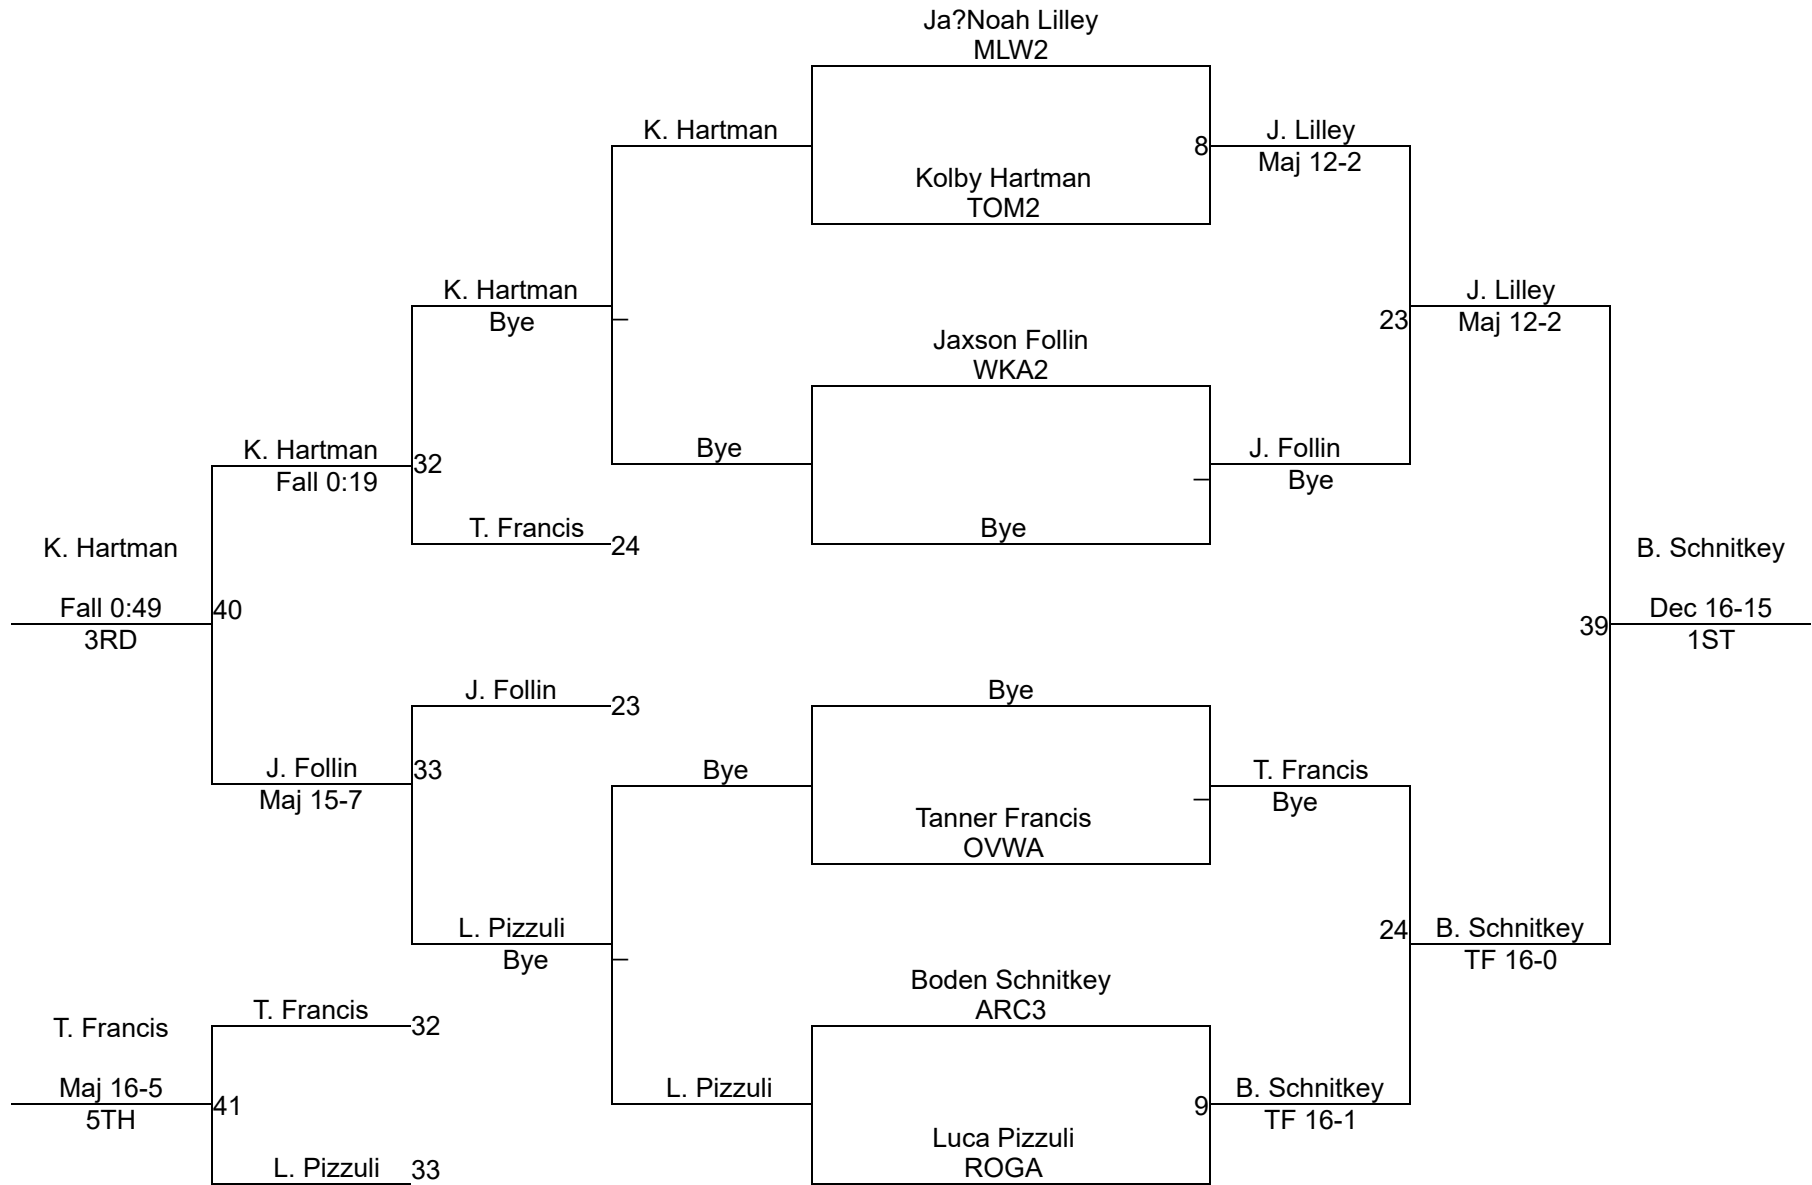 Ja?Noah Lilley
MLW2
K. Hartman
8
J. Lilley
Maj 12-2
Kolby Hartman
TOM2
K. Hartman
Bye
J. Lilley
Maj 12-2
23
Jaxson Follin
WKA2
K. Hartman
Fall 0:19
32
Bye
J. Follin
Bye
T. Francis
24
Bye
K. Hartman
Fall 0:49
3RD
40
B. Schnitkey
39
Dec 16-15
1ST
J. Follin
23
Bye
J. Follin
Maj 15-7
33
Bye
T. Francis
Bye
Tanner Francis
OVWA
L. Pizzuli
Bye
24
B. Schnitkey
TF 16-0
Boden Schnitkey
ARC3
T. Francis
32
T. Francis
Maj 16-5
5TH
41
L. Pizzuli
9
B. Schnitkey
TF 16-1
Luca Pizzuli
ROGA
L. Pizzuli
33